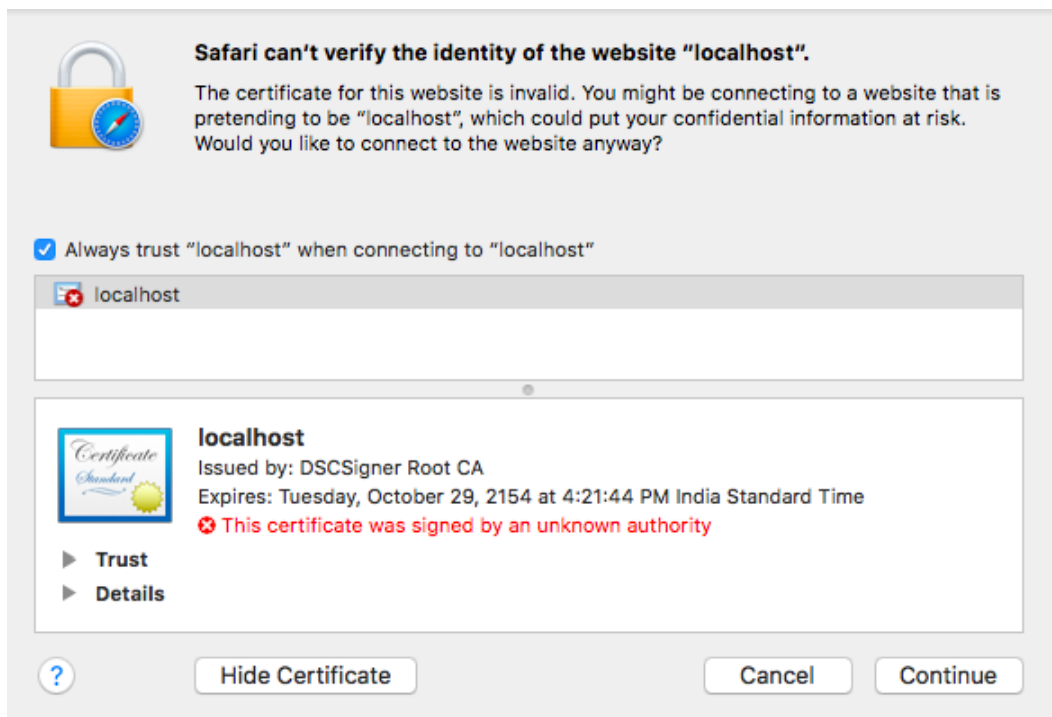 Safari can't verify the identity of the website “localhost”.
The certificate for this website is invalid. You might be connecting to a website that is
pretending to be “localhost”, which could put your confidential information at risk.
Would you like to connect to the website anyway?
Always trust “localhost” when connecting to “localhost”
localhost
Certificate
Standard
localhost
Issued by: DSCSigner Root CA
Expires: Tuesday, October 29, 2154 at 4:21:44 PM India Standard Time
This certificate was signed by an unknown authority
Trust
Details
? Hide Certificate Cancel Continue